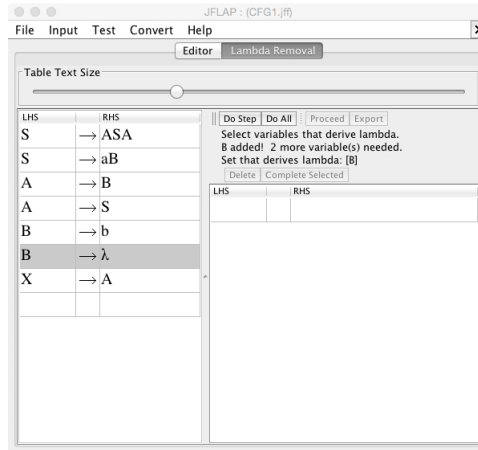 JFLAP : (CFG1.jff)
File Input Test Convert Help
Editor Lambda Removal
Table Text Size
LHS RHS
S → ASA
S → aB
A → B
A → S
B → b
B → λ
X → A
Do Step Do All Proceed Export
Select variables that derive lambda.
B added! 2 more variable(s) needed.
Set that derives lambda: [B]
Delete Complete Selected
LHS RHS